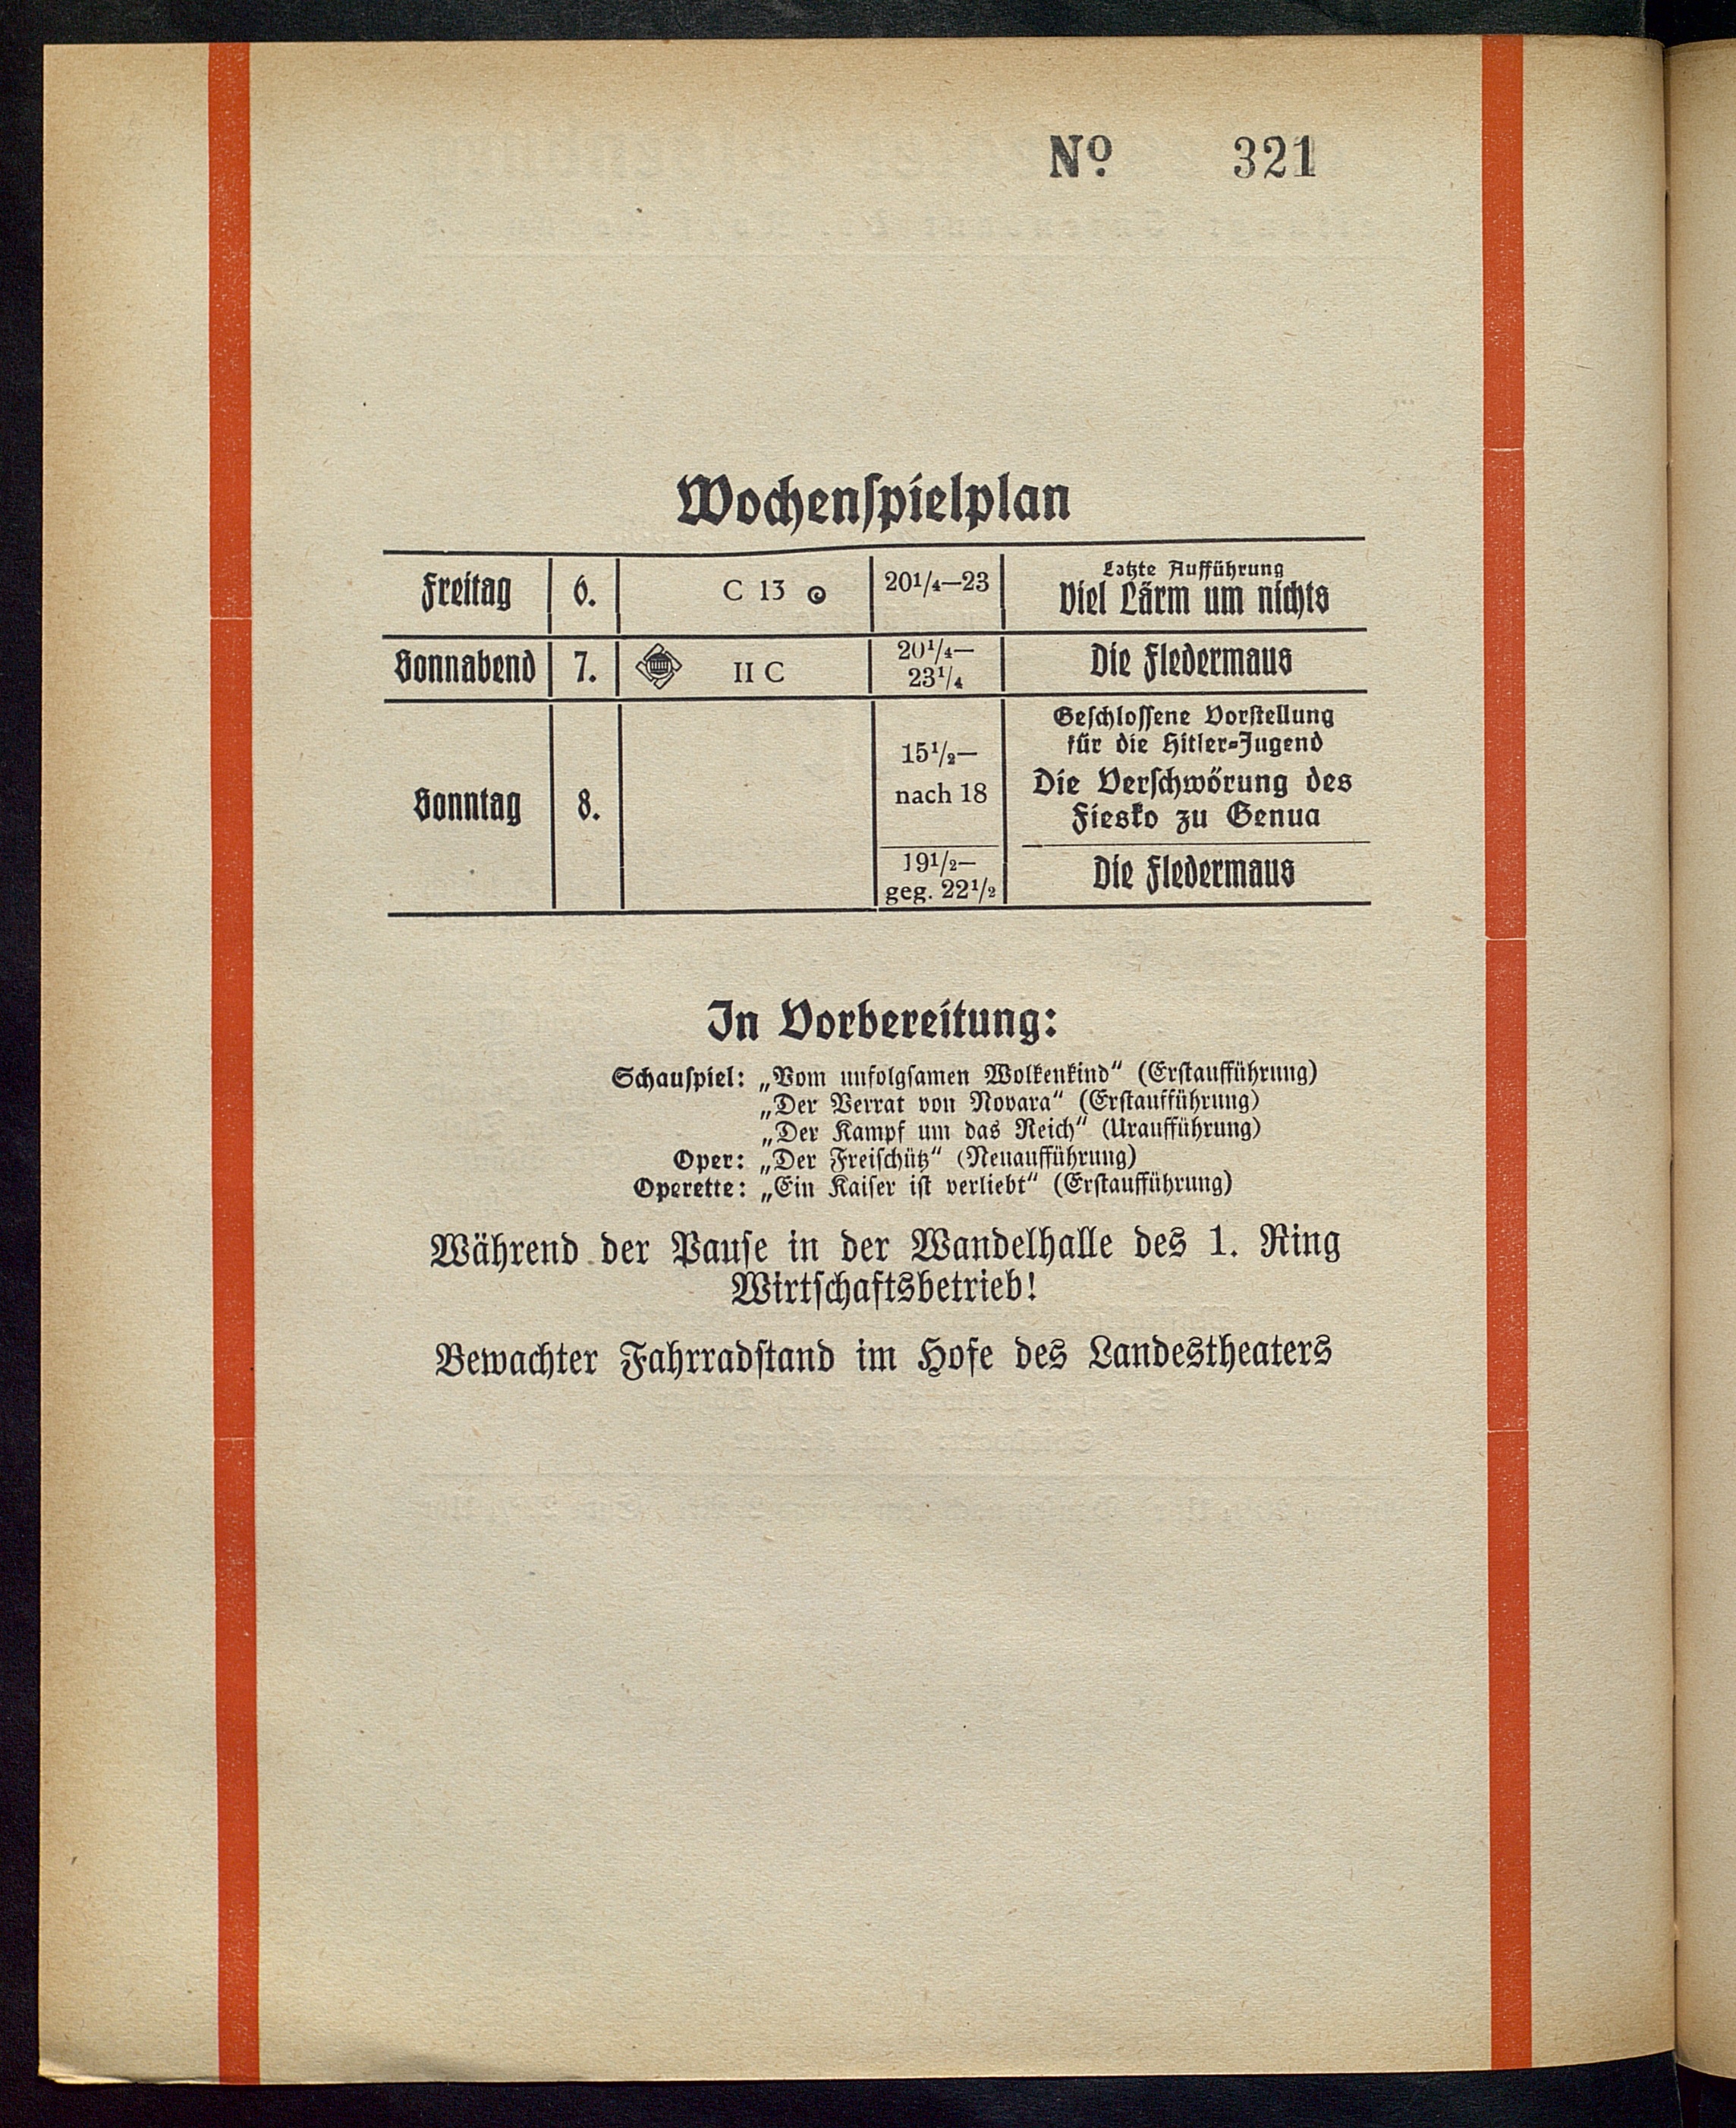 Nº. 321
Wochenspielplan
Freitag 6. C 13 20¹/₄—23 Letzte Aufführung
Viel Lärm um nichts
Sonnabend 7. II C 20¹/₄—
23¹/₄ Die Fledermaus
Sonntag 8. 15¹/₂—
nach 18 Geschlossene Vorstellung
für die Hitler-Jugend
Die Verschwörung des
Fiesko zu Genua
19¹/₂—
geg. 22¹/₂ Die Fledermaus
In Vorbereitung:
Schauspiel: „Vom unfolgsamen Wolkenkind“ (Erstaufführung)
„Der Verrat von Novara“ (Erstaufführung)
„Der Kampf um das Reich“ (Uraufführung)
Oper: „Der Freischütz“ (Neuaufführung)
Operette: „Ein Kaiser ist verliebt“ (Erstaufführung)
Während der Pause in der Wandelhalle des 1. Ring
Wirtschaftsbetrieb!
Bewachter Fahrradstand im Hofe des Landestheaters